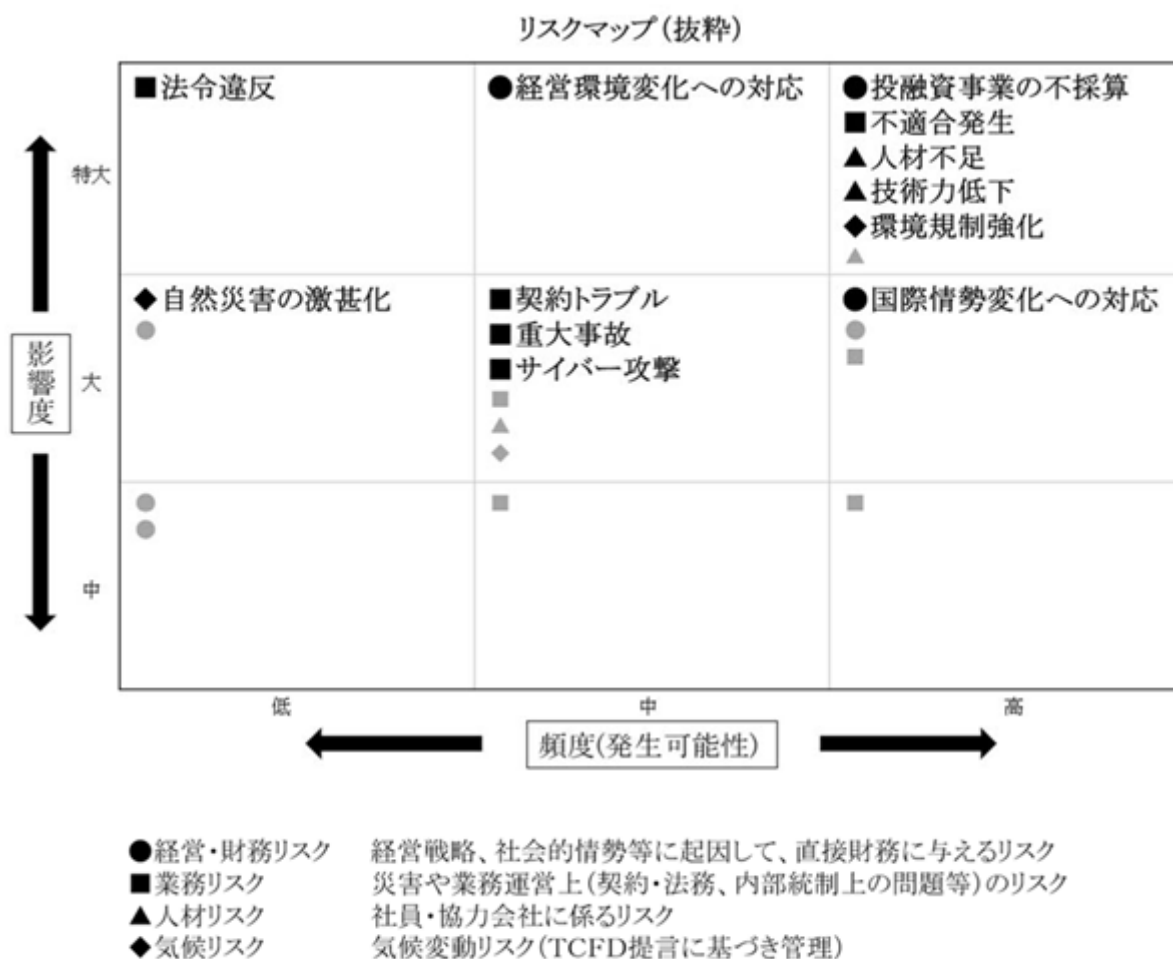 リスクマップ(抜粋)
■法令違反
●経営環境変化への対応
●投融資事業の不採算
■不適合発生
▲人材不足
▲技術力低下
◆環境規制強化
特大
◆自然災害の激甚化
■契約トラブル
■重大事故
■サイバー攻撃
●国際情勢変化への対応
影響度
大
中
低
中
高
頻度(発生可能性)
●経営・財務リスク 経営戦略、社会的情勢等に起因して、直接財務に与えるリスク
■業務リスク 災害や業務運営上(契約・法務、内部統制上の問題等)のリスク
▲人材リスク 社員・協力会社に係るリスク
◆気候リスク 気候変動リスク(TCFD提言に基づき管理)